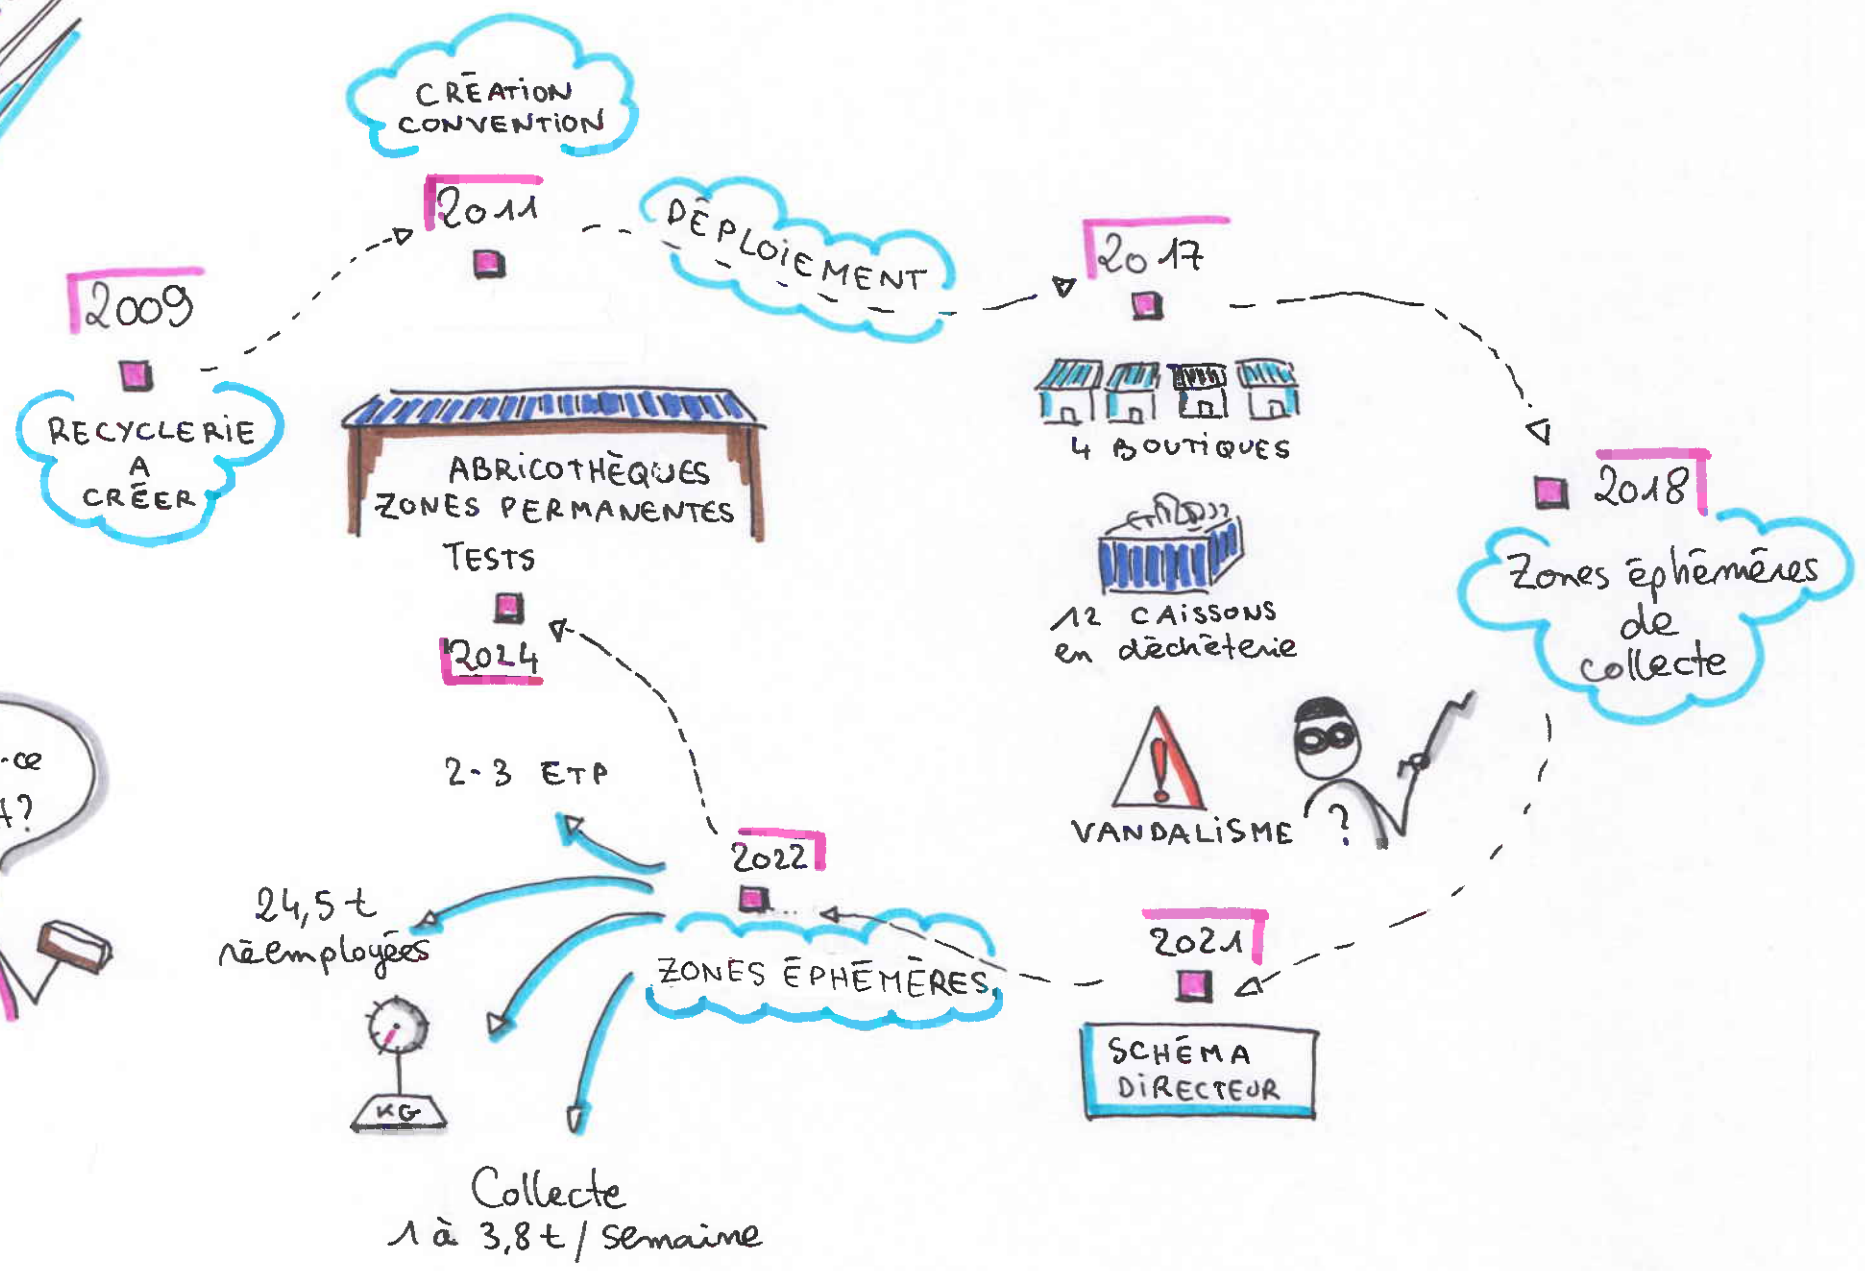 CRÉATION
CONVENTION
2011
DÉPLOIEMENT
2017
2009
RECYCLERIE
A
CRÉER
4 BOUTIQUES
12 CAISSONS
en déchèterie
VANDALISME ?
2018
Zones éphémères
de
collecte
2021
SCHÉMA
DIRECTEUR
2022
ZONES ÉPHÉMÈRES
2-3 ETP
24,5 t
réemployées
KG
Collecte
1 à 3,8 t / semaine
ABRICOTHÈQUES
ZONES PERMANENTES
TESTS
2024
-ce
?